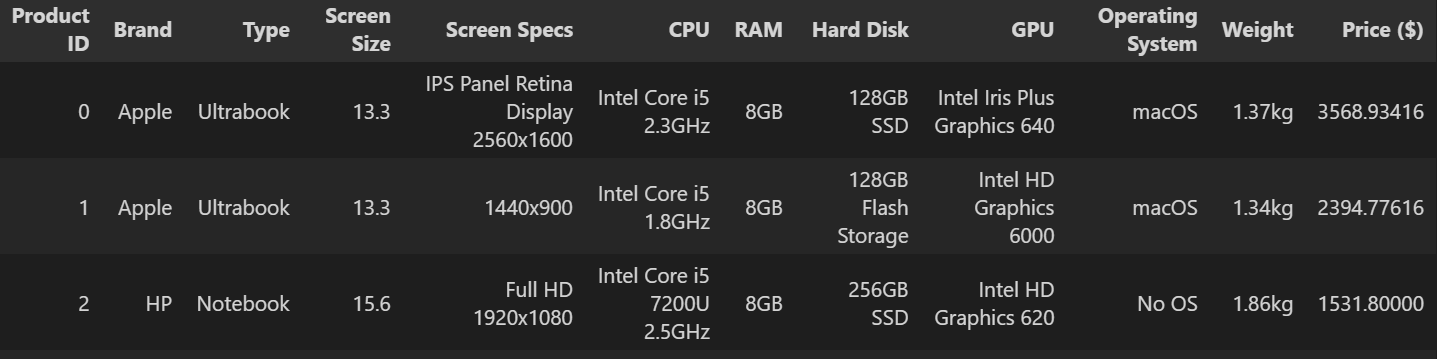 Product ID Brand Type Screen Size Screen Specs CPU RAM Hard Disk GPU Operating System Weight Price ($)
0 Apple Ultrabook 13.3 IPS Panel Retina Display 2560x1600 Intel Core i5 2.3GHz 8GB 128GB SSD Intel Iris Plus Graphics 640 macOS 1.37kg 3568.93416
1 Apple Ultrabook 13.3 1440x900 Intel Core i5 1.8GHz 8GB 128GB Flash Storage Intel HD Graphics 6000 macOS 1.34kg 2394.77616
2 HP Notebook 15.6 Full HD 1920x1080 Intel Core i5 7200U 2.5GHz 8GB 256GB SSD Intel HD Graphics 620 No OS 1.86kg 1531.80000